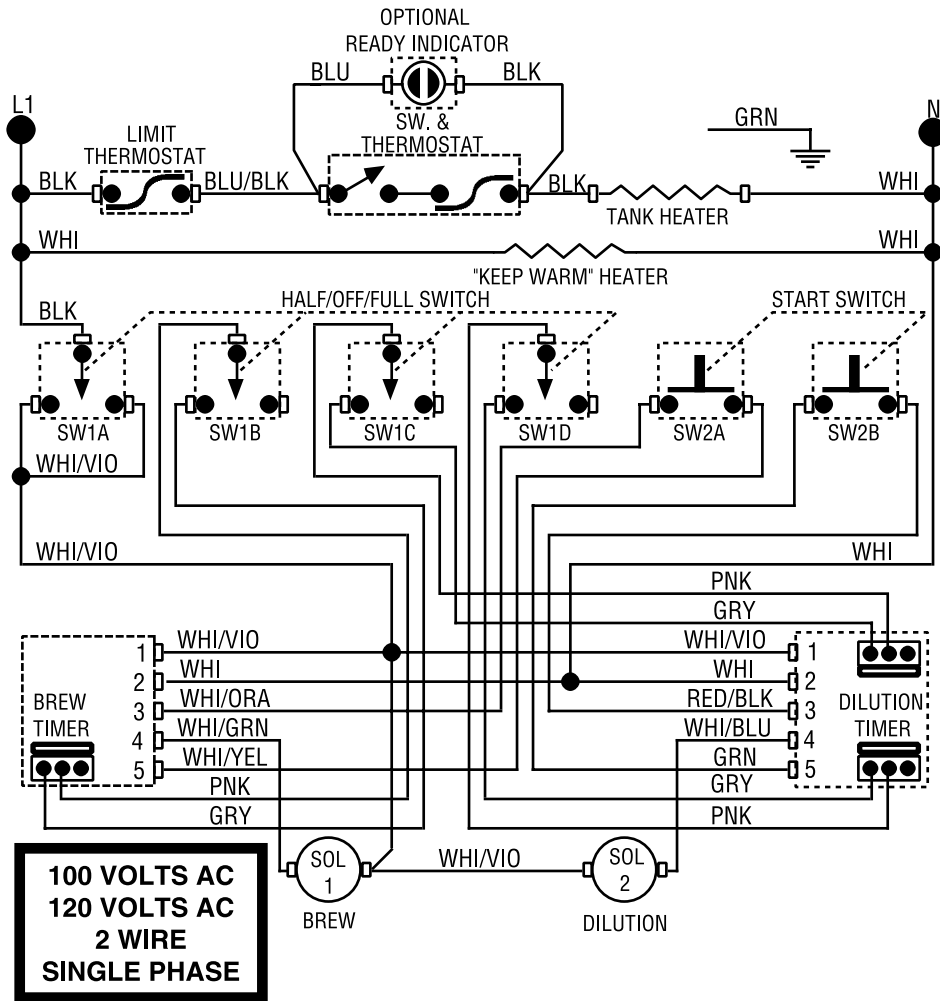 OPTIONAL
READY INDICATOR
BLU
BLK
L1
N
SW. &
THERMOSTAT
GRN
LIMIT
THERMOSTAT
BLK
BLU/BLK
BLK
WHI
TANK HEATER
WHI
WHI
"KEEP WARM" HEATER
BLK
HALF/OFF/FULL SWITCH
START SWITCH
SW1A
SW1B
SW1C
SW1D
SW2A
SW2B
WHI/VIO
WHI/VIO
WHI
PNK
GRY
WHI/VIO
WHI/VIO
1
1
WHI
WHI
2
2
BREW
TIMER
WHI/ORA
RED/BLK
3
3
DILUTION
TIMER
WHI/GRN
WHI/BLU
4
4
WHI/YEL
GRN
5
5
PNK
GRY
GRY
PNK
SOL
1
WHI/VIO
SOL
2
BREW
DILUTION
100 VOLTS AC
120 VOLTS AC
2 WIRE
SINGLE PHASE